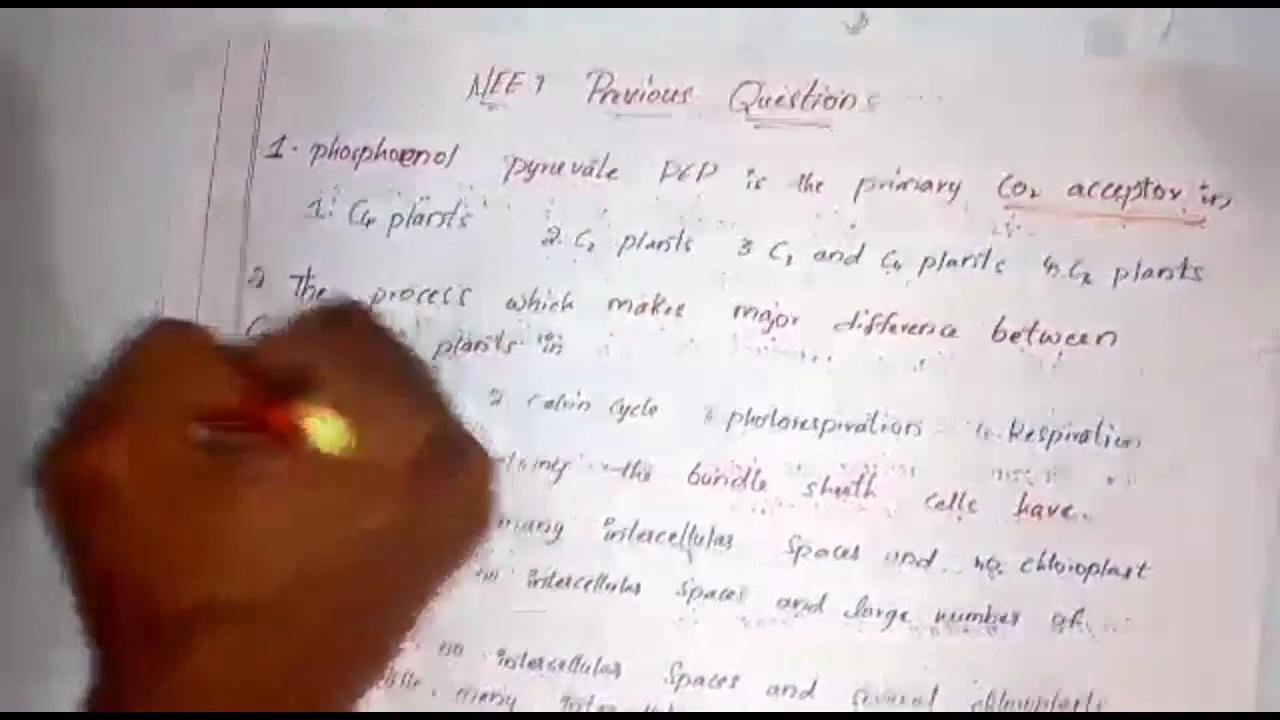 NEET Previous Questions
1. phosphoenol pyruvate PEP is the primary CO2 acceptor in
1. C4 plants 2. C3 plants 3 C3 and C4 plants 4. C2 plants
2 The process which makes major difference between
plants in
2 Calvin Cycle 3 photorespiration 4. Respiration
the bundle sheath cells have.
many intercellular spaces and no chloroplast
intercellular spaces and large number of
no intercellular spaces and several chloroplasts
many